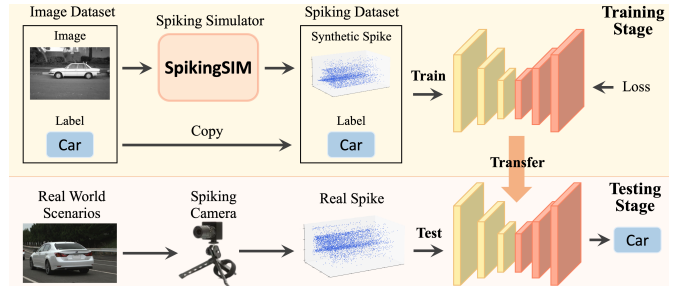 Image Dataset
Spiking Simulator
Spiking Dataset
Training
Stage
Image
SpikingSIM
Synthetic Spike
Train
Loss
Label
Car
Copy
Label
Car
Transfer
Real World
Scenarios
Spiking
Camera
Real Spike
Test
Testing
Stage
Car